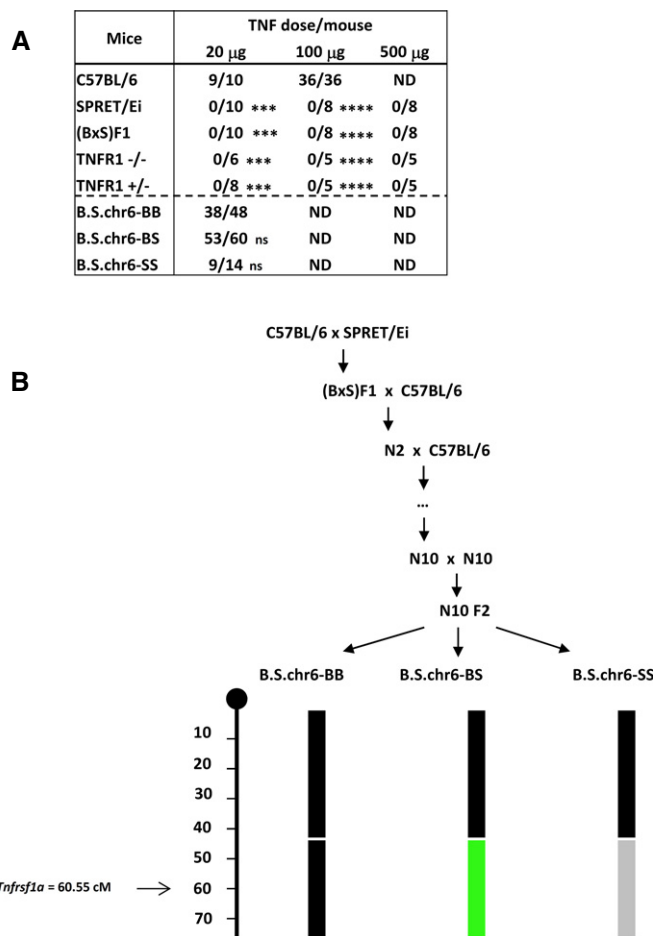 A
Mice TNF dose/mouse
20 µg 100 µg 500 µg
C57BL/6 9/10 36/36 ND
SPRET/Ei 0/10 *** 0/8 **** 0/8
(BxS)F1 0/10 *** 0/8 **** 0/8
TNFR1 -/- 0/6 *** 0/5 **** 0/5
TNFR1 +/- 0/8 *** 0/5 **** 0/5
B.S.chr6-BB 38/48 ND ND
B.S.chr6-BS 53/60 ns ND ND
B.S.chr6-SS 9/14 ns ND ND
B
C57BL/6 x SPRET/Ei
(BxS)F1 x C57BL/6
N2 x C57BL/6
...
N10 x N10
N10 F2
B.S.chr6-BB B.S.chr6-BS B.S.chr6-SS
10
20
30
40
50
Tnfrsf1a = 60.55 cM 60
70